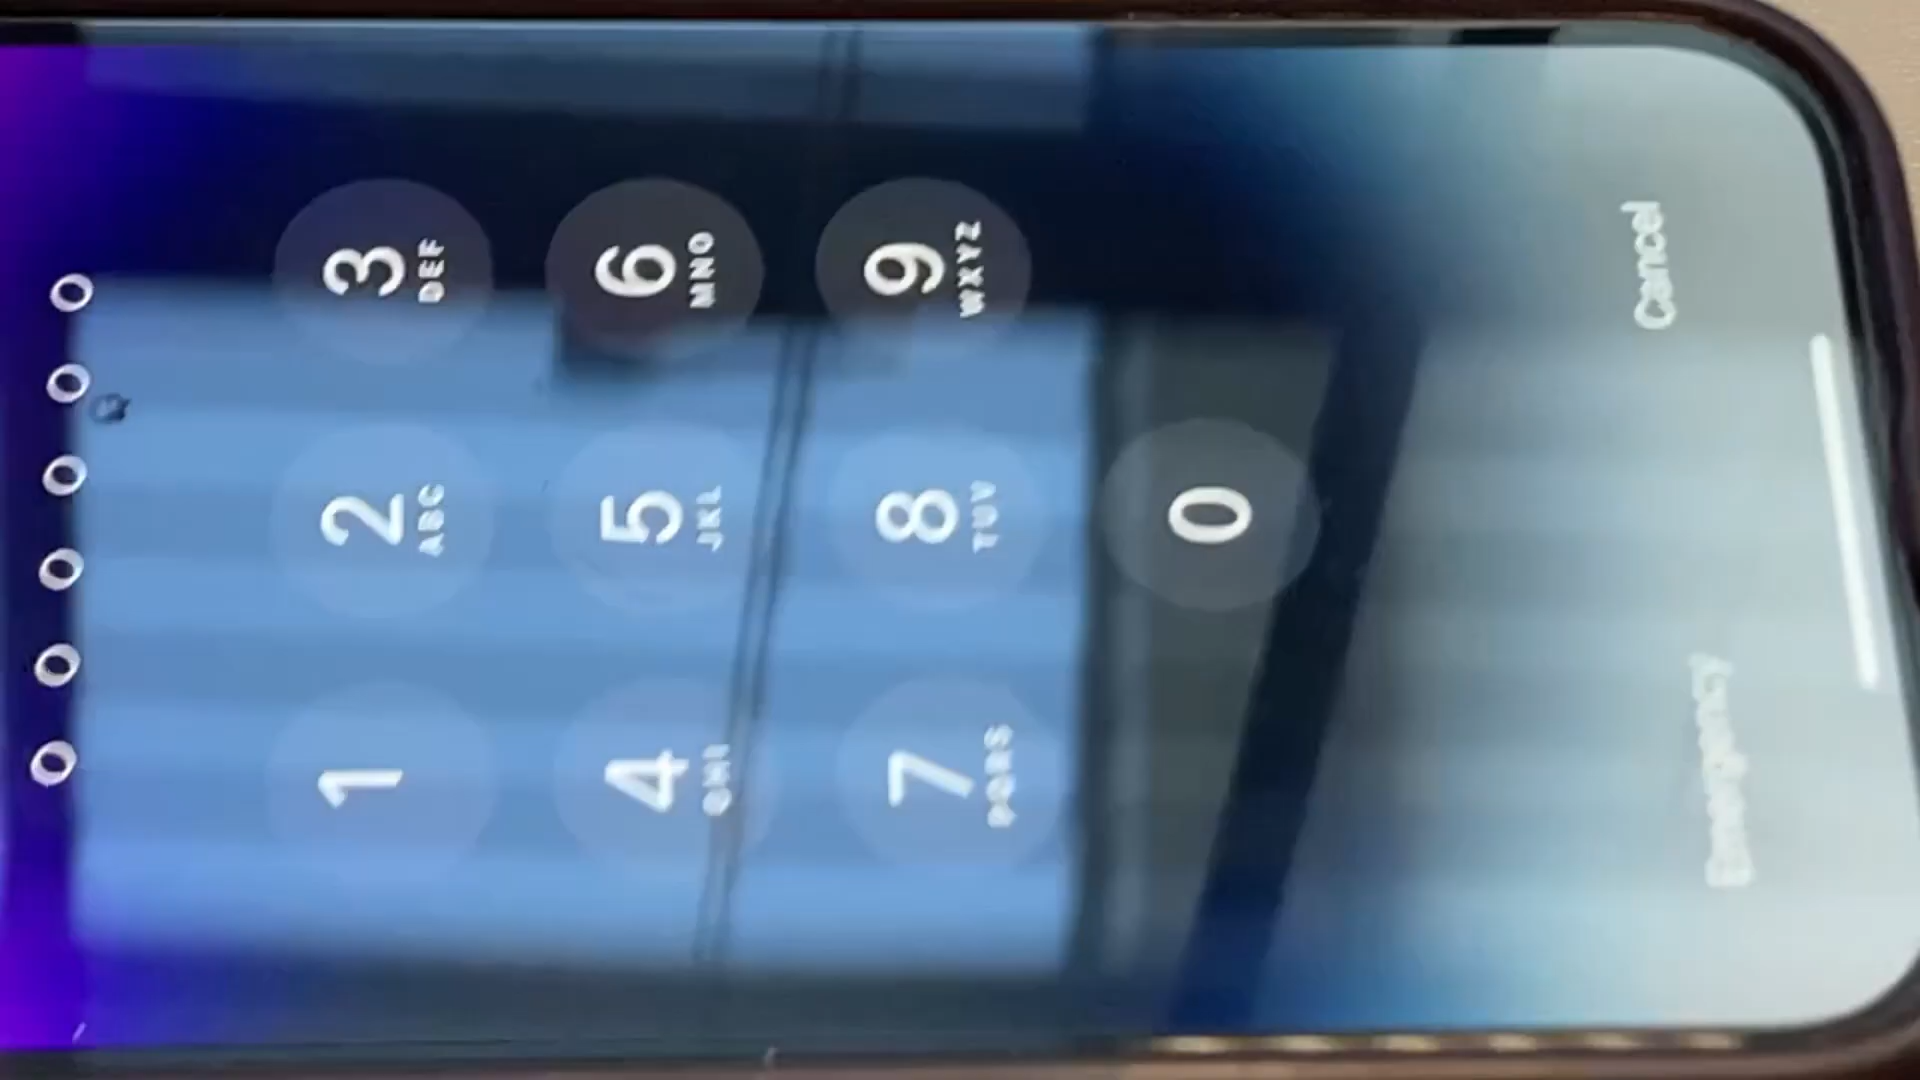 1
2
ABC
3
DEF
4
GHI
5
JKL
6
MNO
7
PQRS
8
TUV
9
WXYZ
0
Emergency
Cancel